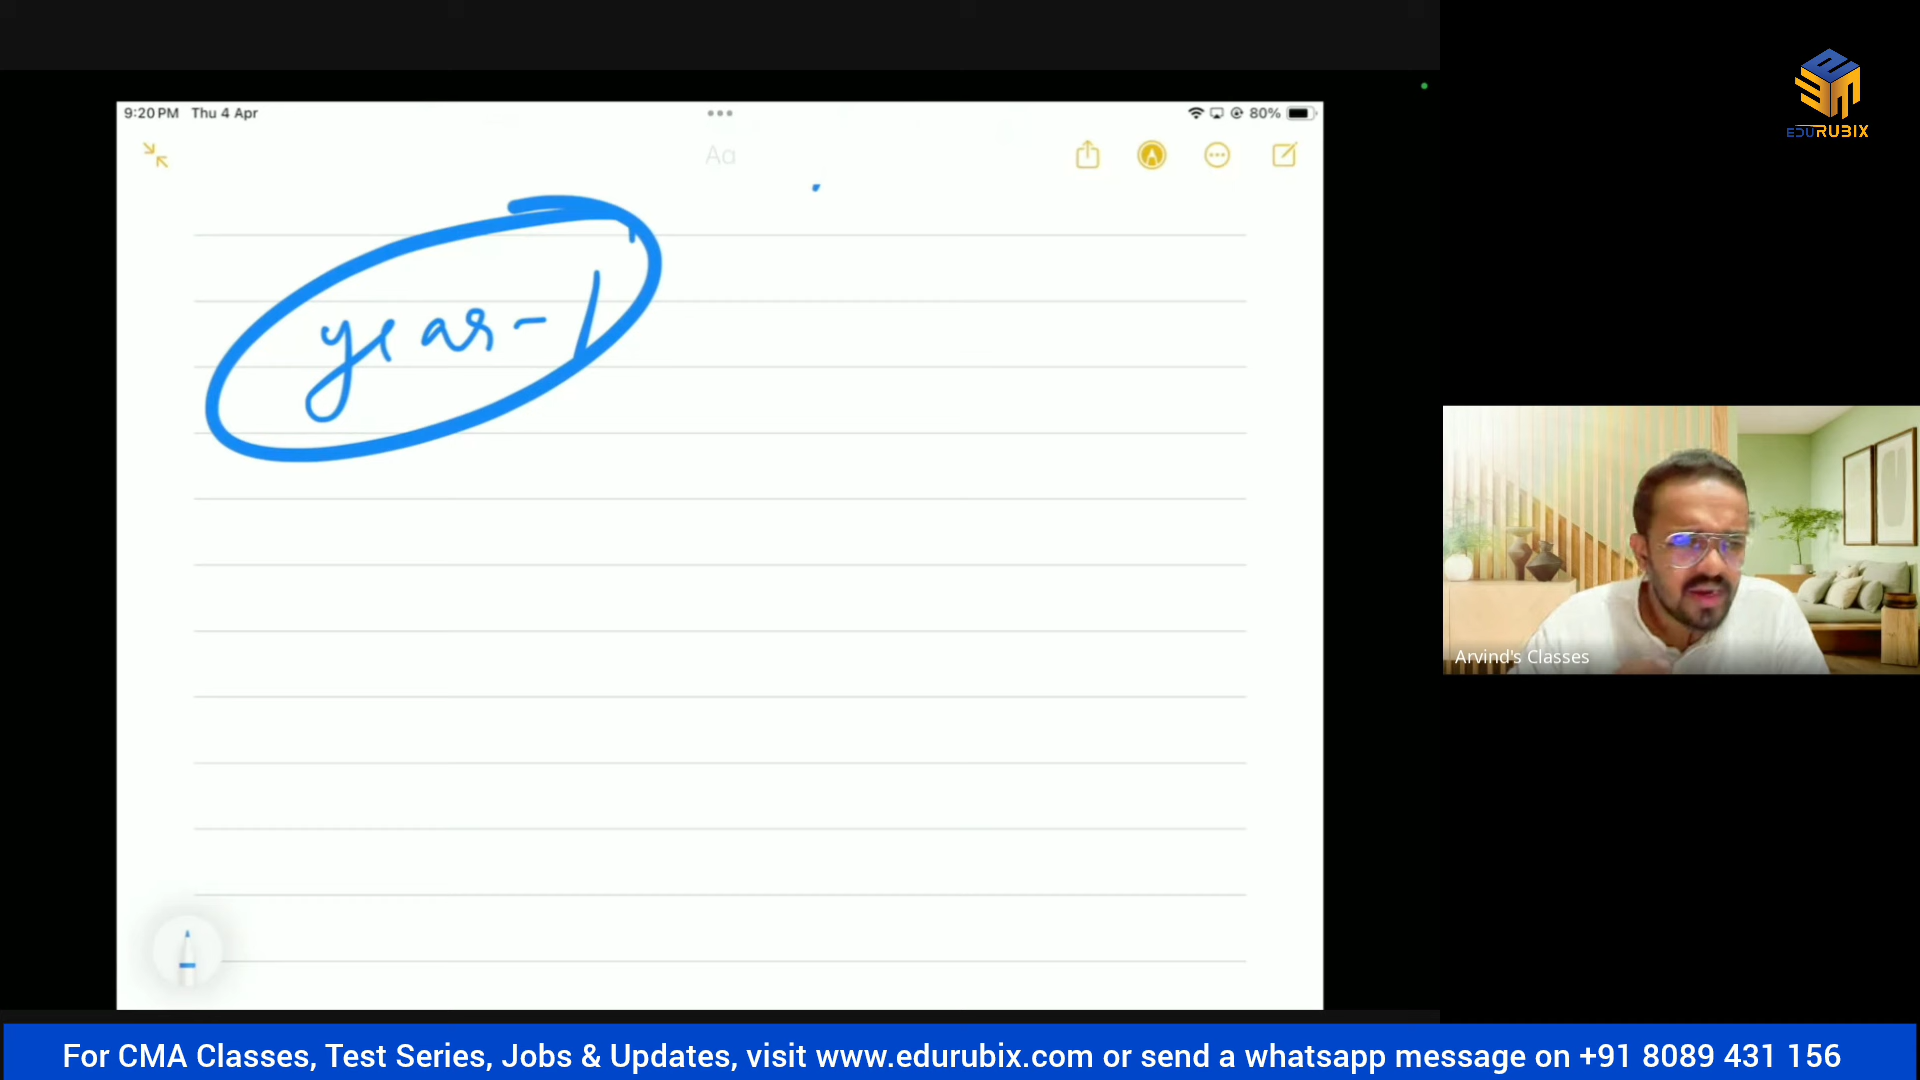 9:20 PM Thu 4 Apr
80%
Aa
year-1
EDURUBIX
Arvind's Classes
For CMA Classes, Test Series, Jobs & Updates, visit www.edurubix.com or send a whatsapp message on +91 8089 431 156